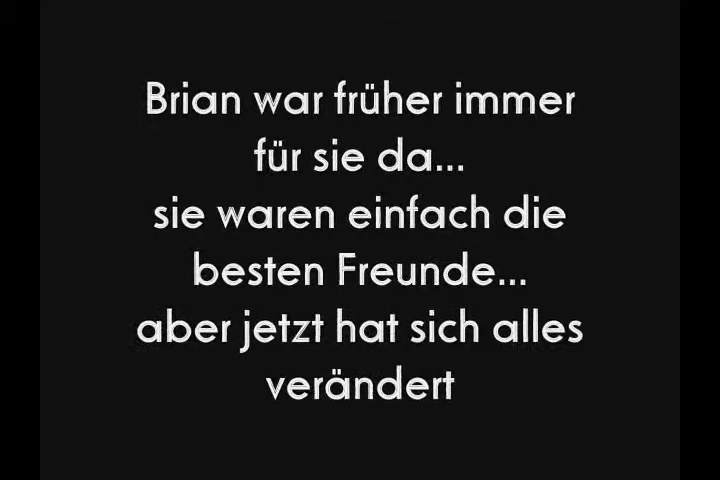 Brian war früher immer
für sie da...
sie waren einfach die
besten Freunde...
aber jetzt hat sich alles
verändert